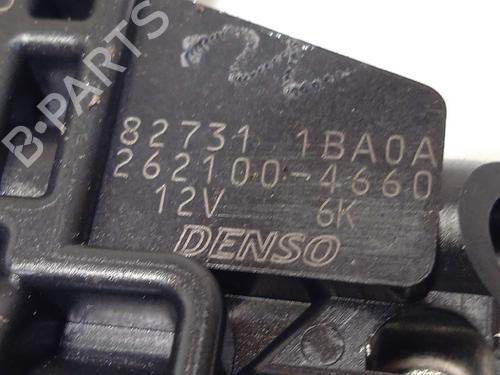 B-PARTS
82731 1BA0A
262100-4660
12V 6K
DENSO